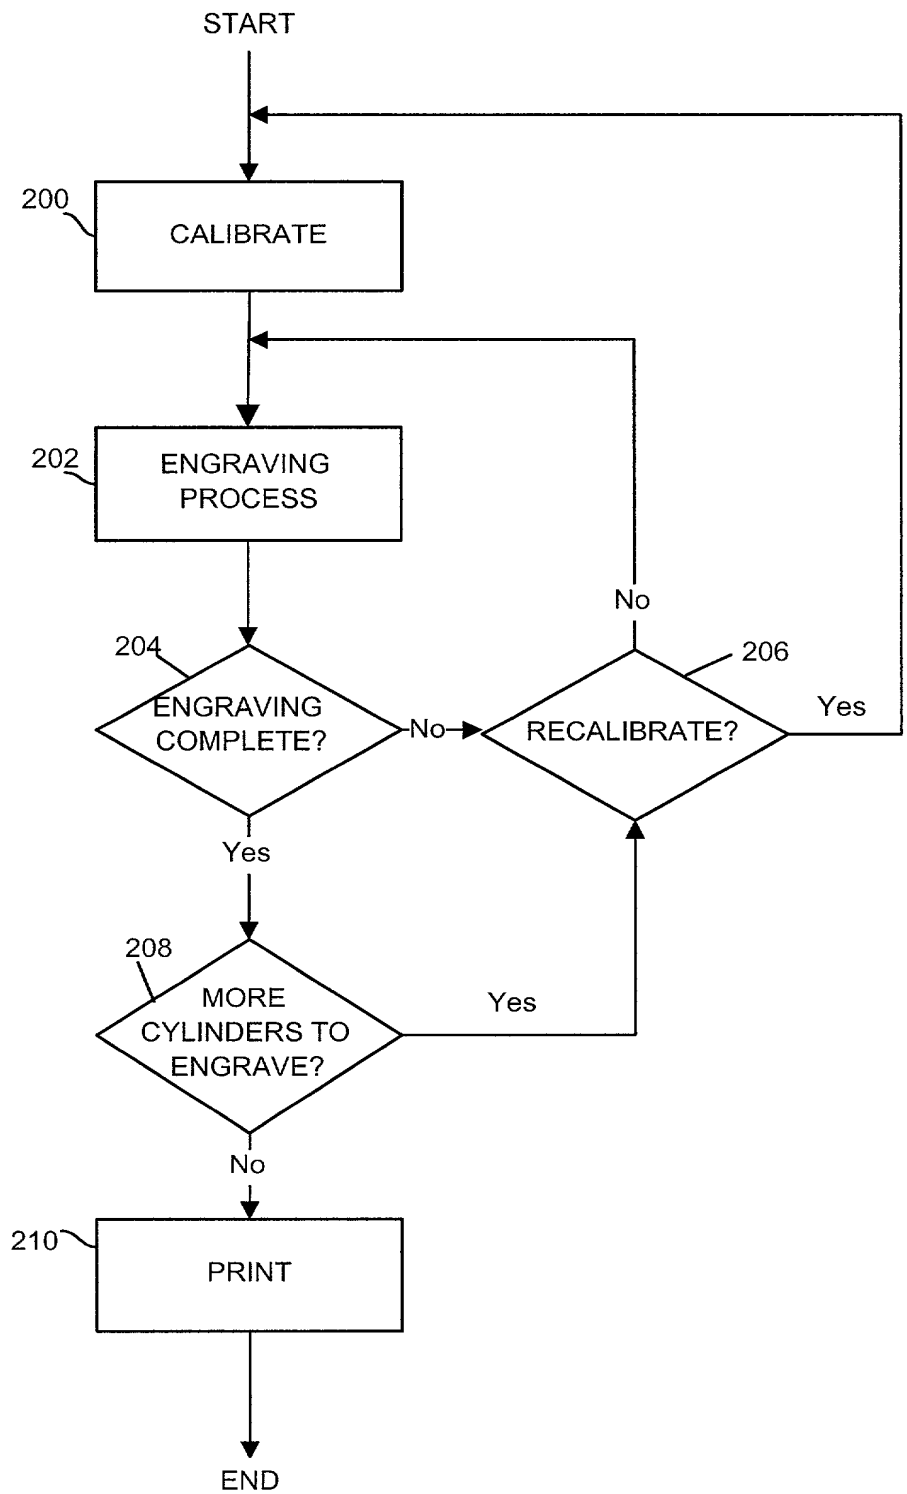 START
200
CALIBRATE
202
ENGRAVING
PROCESS
No
204
206
ENGRAVING
COMPLETE?
No
RECALIBRATE?
Yes
Yes
208
MORE
CYLINDERS TO
ENGRAVE?
Yes
No
210
PRINT
END